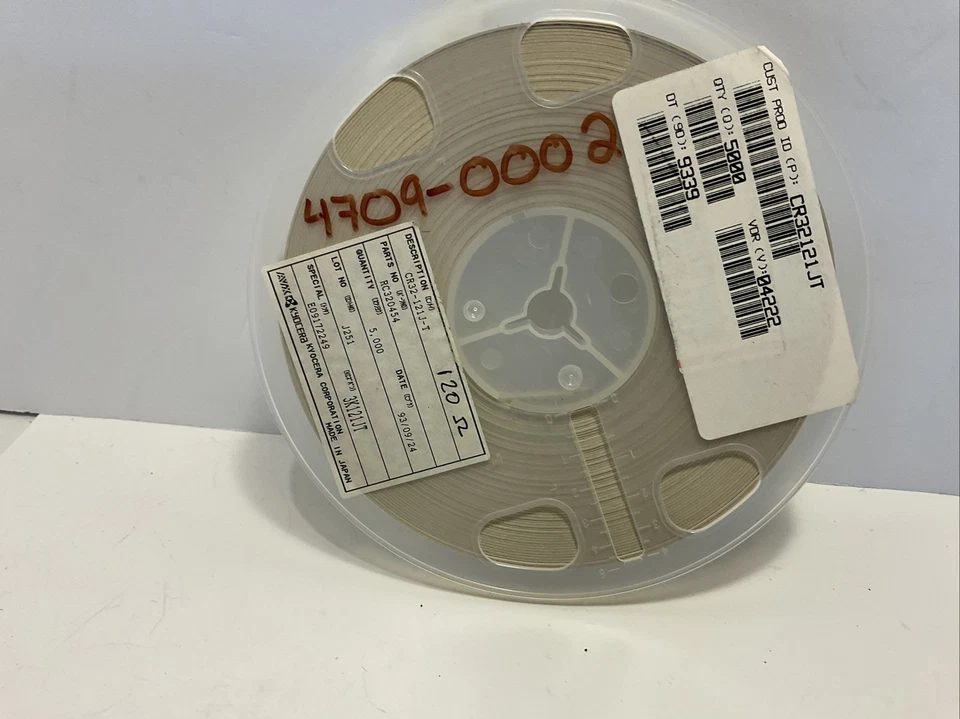 4709-0002
CUST PROD ID (P): CR32121JT
QTY (Q): 5000
VDR (V):04222
DT (9D): 9339
DESCRIPTION CR32-121J-T
PARTS NO RC320454
QUANTITY 5,000 DATE 93/09/24
LOT NO J251 3K121JT
SPECIAL E09172249
AVX KYOCERA KYOCERA CORPORATION
MADE IN JAPAN
120 Ω